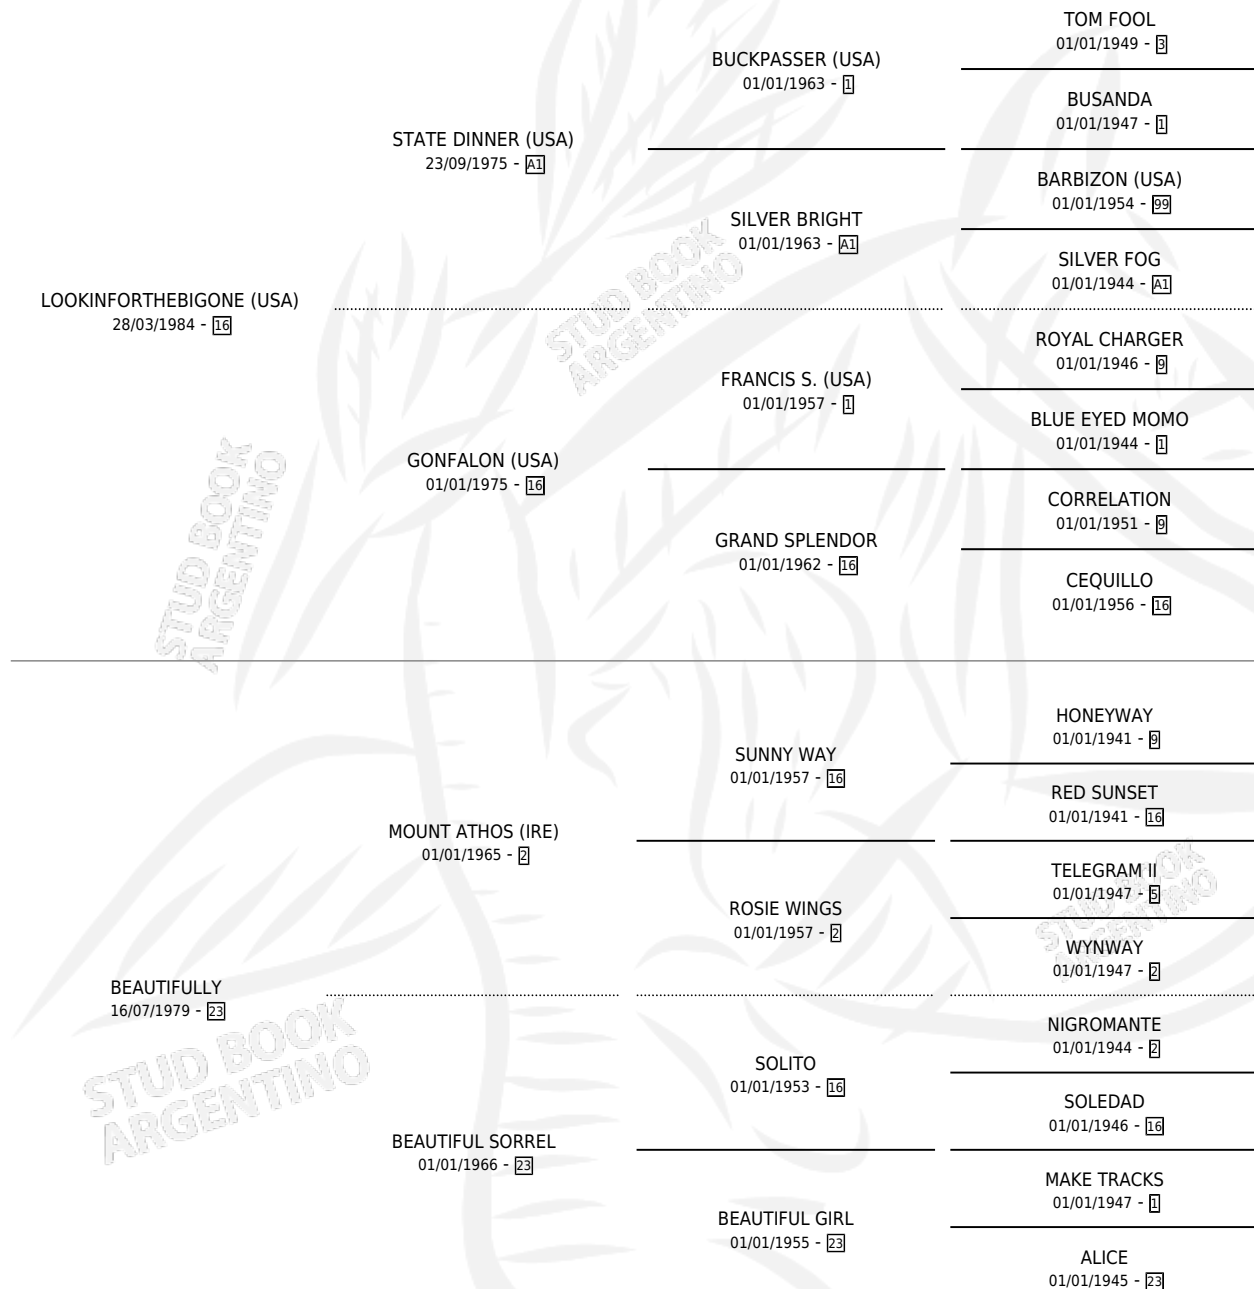 TOM FOOL
01/01/1949 - 3
BUCKPASSER (USA)
01/01/1963 - 1
BUSANDA
01/01/1947 - 1
STATE DINNER (USA)
23/09/1975 - A1
BARBIZON (USA)
01/01/1954 - 99
SILVER BRIGHT
01/01/1963 - A1
SILVER FOG
01/01/1944 - A1
LOOKINFORTHEBIGONE (USA)
28/03/1984 - 16
STUD BOOK
ARGENTINO
ROYAL CHARGER
01/01/1946 - 9
FRANCIS S. (USA)
01/01/1957 - 1
BLUE EYED MOMO
01/01/1944 - 1
GONFALON (USA)
01/01/1975 - 16
CORRELATION
01/01/1951 - 9
GRAND SPLENDOR
01/01/1962 - 16
CEQUILLO
01/01/1956 - 16
STUD BOOK
ARGENTINO
HONEYWAY
01/01/1941 - 9
SUNNY WAY
01/01/1957 - 16
RED SUNSET
01/01/1941 - 16
MOUNT ATHOS (IRE)
01/01/1965 - 2
TELEGRAM II
01/01/1947 - 5
ROSIE WINGS
01/01/1957 - 2
WYNWAY
01/01/1947 - 2
STUD BOOK
ARGENTINO
BEAUTIFULLY
16/07/1979 - 23
NIGROMANTE
01/01/1944 - 2
SOLITO
01/01/1953 - 16
SOLEDAD
01/01/1946 - 16
STUD BOOK
ARGENTINO
BEAUTIFUL SORREL
01/01/1966 - 23
MAKE TRACKS
01/01/1947 - 1
BEAUTIFUL GIRL
01/01/1955 - 23
ALICE
01/01/1945 - 23